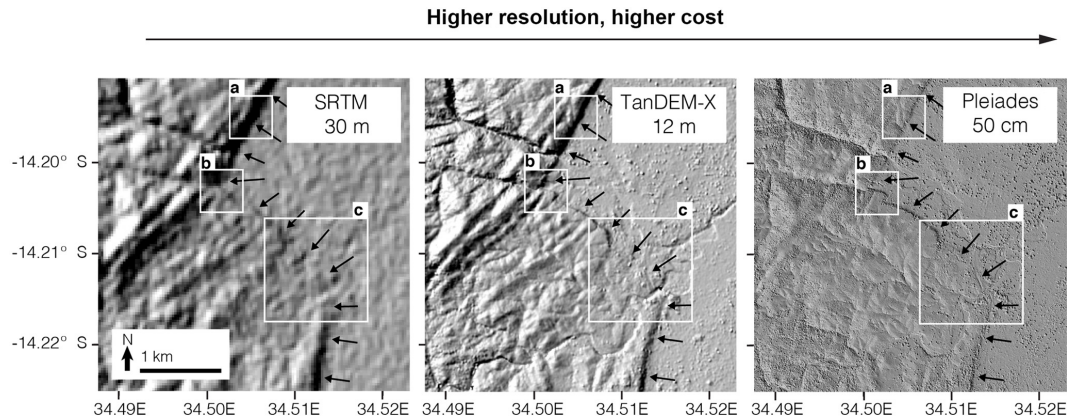 Higher resolution, higher cost
a
SRTM
30 m
b
c
N
1 km
a
TanDEM-X
12 m
b
c
a
Pleiades
50 cm
b
c
-14.20° S
-14.21° S
-14.22° S
34.49E 34.50E 34.51E 34.52E
34.49E 34.50E 34.51E 34.52E
34.49E 34.50E 34.51E 34.52E